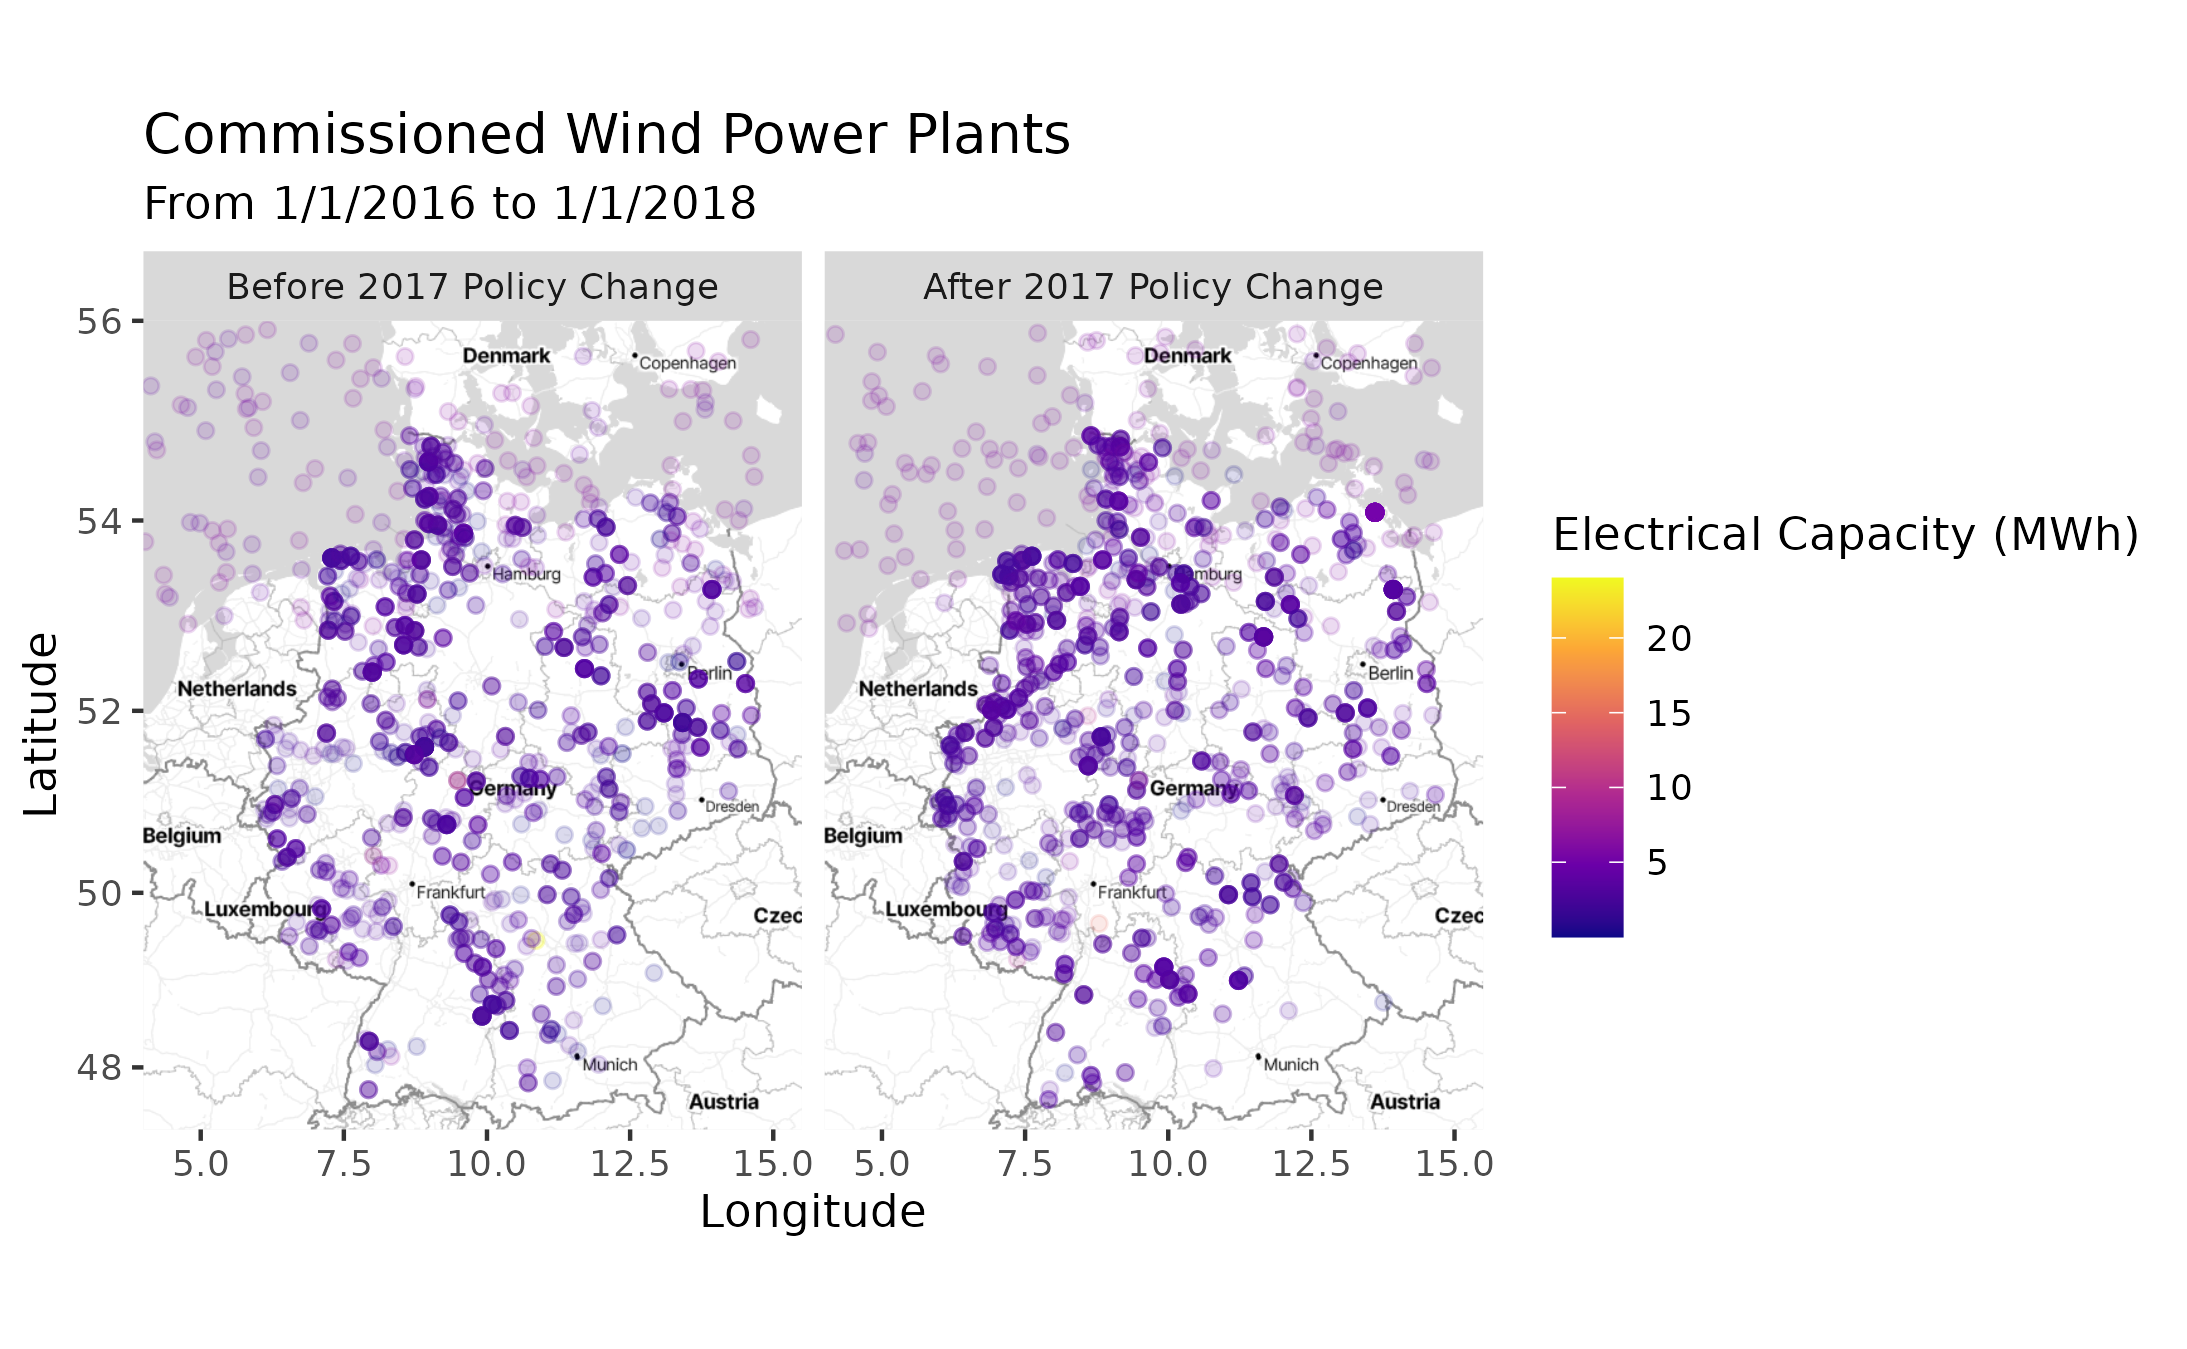 Commissioned Wind Power Plants
From 1/1/2016 to 1/1/2018
Before 2017 Policy Change
After 2017 Policy Change
Latitude
56
54
52
50
48
Denmark
Copenhagen
Hamburg
Berlin
Netherlands
Germany
Dresden
Belgium
Frankfurt
Luxembourg
Czec
Munich
Austria
Denmark
Copenhagen
mburg
Berlin
Netherlands
Germany
Dresden
Belgium
Frankfurt
Luxembourg
Czec
Munich
Austria
5.0 7.5 10.0 12.5 15.0
5.0 7.5 10.0 12.5 15.0
Longitude
Electrical Capacity (MWh)
20
15
10
5